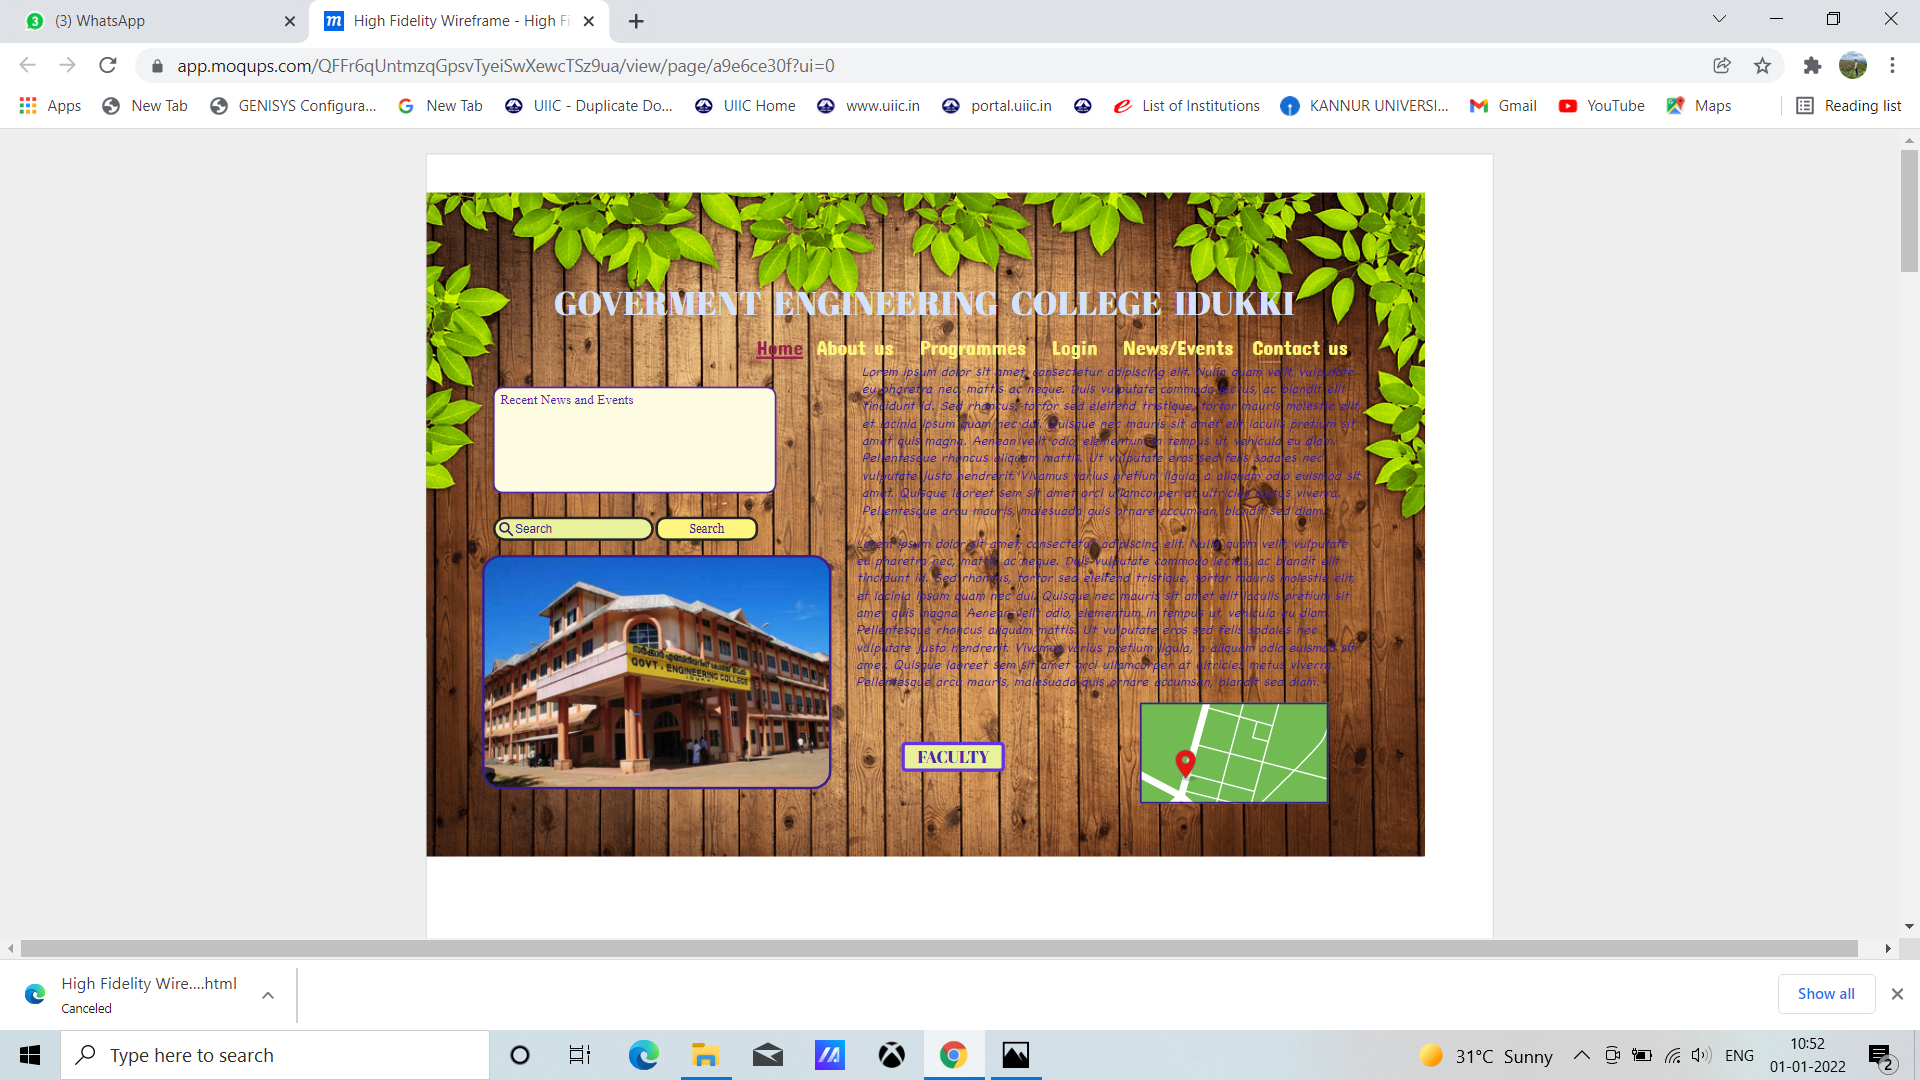 (3) WhatsApp
High Fidelity Wireframe - High Fi
app.moqups.com/QFFr6qUntmzqGpsvTyeiSwXewcTSz9ua/view/page/a9e6ce30f?ui=0
Apps New Tab GENISYS Configura... New Tab UIIC - Duplicate Do... UIIC Home www.uiic.in portal.uiic.in List of Institutions KANNUR UNIVERSI... Gmail YouTube Maps Reading list
GOVERMENT ENGINEERING COLLEGE IDUKKI
Home About us Programmes Login News/Events Contact us
Recent News and Events
Search Search
Lorem ipsum dolor sit amet, consectetur adipiscing elit. Nulla quam velit, vulputate
eu pharetra nec, mattis ac neque. Duis vulputate commodo lectus, ac blandit elit
tincidunt id. Sed rhoncus, tortor sed eleifend tristique, tortor mauris molestie elit,
et lacinia ipsum quam nec dui. Quisque nec mauris sit amet elit iaculis pretium sit
amet quis magna. Aenean velit odio, elementum in tempus ut, vehicula eu diam.
Pellentesque rhoncus aliquam mattis. Ut vulputate eros sed felis sodales nec
vulputate justo hendrerit. Vivamus varius pretium ligula, a aliquam odio euismod sit
amet. Quisque laoreet sem sit amet orci ullamcorper at ultricies metus viverra.
Pellentesque arcu mauris, malesuada quis ornare accumsan, blandit sed diam.
Lorem ipsum dolor sit amet, consectetur adipiscing elit. Nulla quam velit, vulputate
eu pharetra nec, mattis ac neque. Duis vulputate commodo lectus, ac blandit elit
tincidunt id. Sed rhoncus, tortor sed eleifend tristique, tortor mauris molestie elit,
et lacinia ipsum quam nec dui. Quisque nec mauris sit amet elit iaculis pretium sit
amet quis magna. Aenean velit odio, elementum in tempus ut, vehicula eu diam.
Pellentesque rhoncus aliquam mattis. Ut vulputate eros sed felis sodales nec
vulputate justo hendrerit. Vivamus varius pretium ligula, a aliquam odio euismod sit
amet. Quisque laoreet sem sit amet orci ullamcorper at ultricies metus viverra.
Pellentesque arcu mauris, malesuada quis ornare accumsan, blandit sed diam.
GOVT. ENGINEERING COLLEGE
IDUKKI
FACULTY
High Fidelity Wire....html
Canceled
Show all
Type here to search
31°C Sunny
ENG
10:52
01-01-2022
2